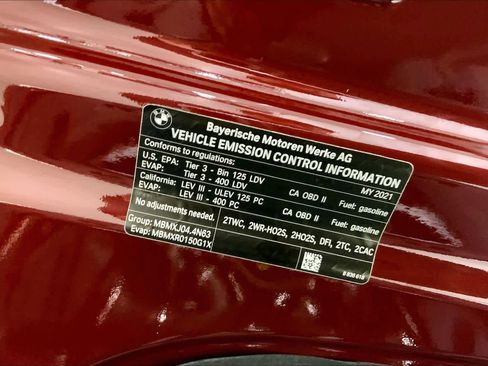 BMW
Bayerische Motoren Werke AG
VEHICLE EMISSION CONTROL INFORMATION
Conforms to regulations: MY 2021
U.S. EPA: Tier 3 - Bin 125 LDV CA OBD II Fuel: gasoline
EVAP: Tier 3 - 400 LDV
California: LEV III - ULEV 125 PC CA OBD II Fuel: gasoline
EVAP: LEV III - 400 PC
No adjustments needed. 2TWC, 2WR-HO2S, 2HO2S, DFI, 2TC, 2CAC
Group: MBMXJ04.4N63
Evap: MBMXR0150G1X